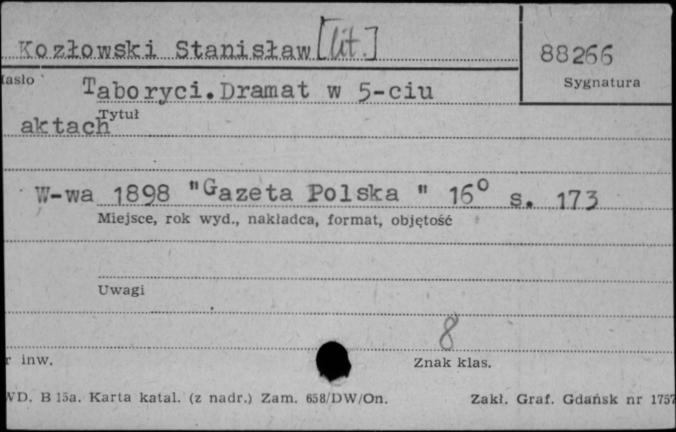 Kozłowski Stanisław [lit.]
88266
Sygnatura
Hasło
Taboryci. Dramat w 5-ciu
Tytuł
aktach
W-wa 1898 "Gazeta Polska " 16° s. 173
Miejsce, rok wyd., nakładca, format, objętość
Uwagi
8
r inw.
Znak klas.
WD. B 15a. Karta katal. (z nadr.) Zam. 658/DW/On.
Zakł. Graf. Gdańsk nr 1757